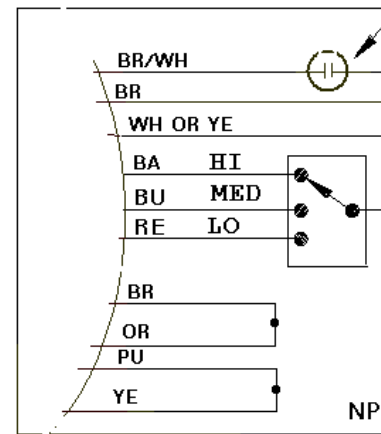 BR/WH
BR
WH OR YE
BA HI
BU MED
RE LO
BR
OR
PU
YE
NP